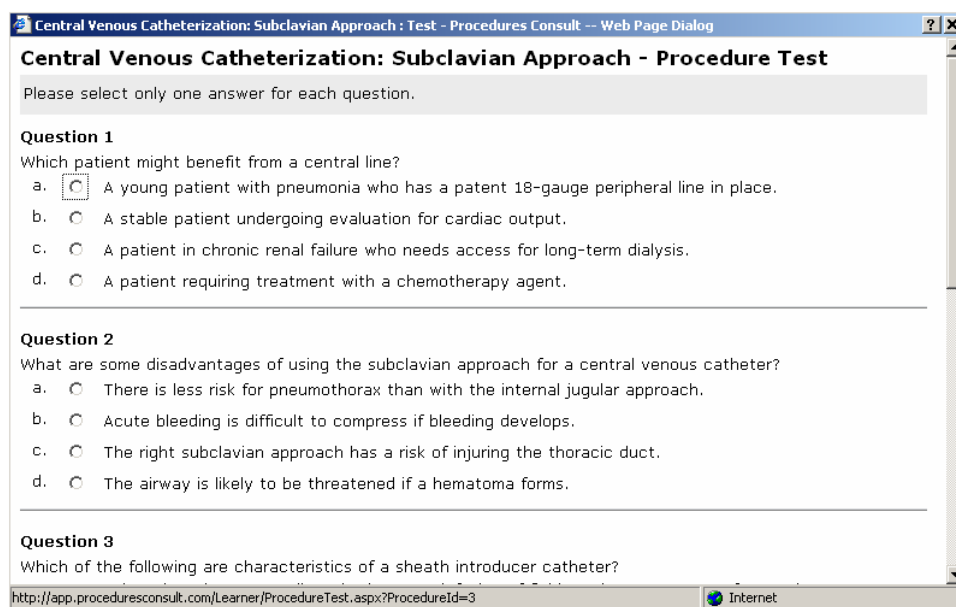 Central Venous Catheterization: Subclavian Approach : Test - Procedures Consult -- Web Page Dialog
Central Venous Catheterization: Subclavian Approach - Procedure Test
Please select only one answer for each question.
Question 1
Which patient might benefit from a central line?
a. A young patient with pneumonia who has a patent 18-gauge peripheral line in place.
b. A stable patient undergoing evaluation for cardiac output.
c. A patient in chronic renal failure who needs access for long-term dialysis.
d. A patient requiring treatment with a chemotherapy agent.
Question 2
What are some disadvantages of using the subclavian approach for a central venous catheter?
a. There is less risk for pneumothorax than with the internal jugular approach.
b. Acute bleeding is difficult to compress if bleeding develops.
c. The right subclavian approach has a risk of injuring the thoracic duct.
d. The airway is likely to be threatened if a hematoma forms.
Question 3
Which of the following are characteristics of a sheath introducer catheter?
http://app.proceduresconsult.com/Learner/ProcedureTest.aspx?ProcedureId=3 Internet